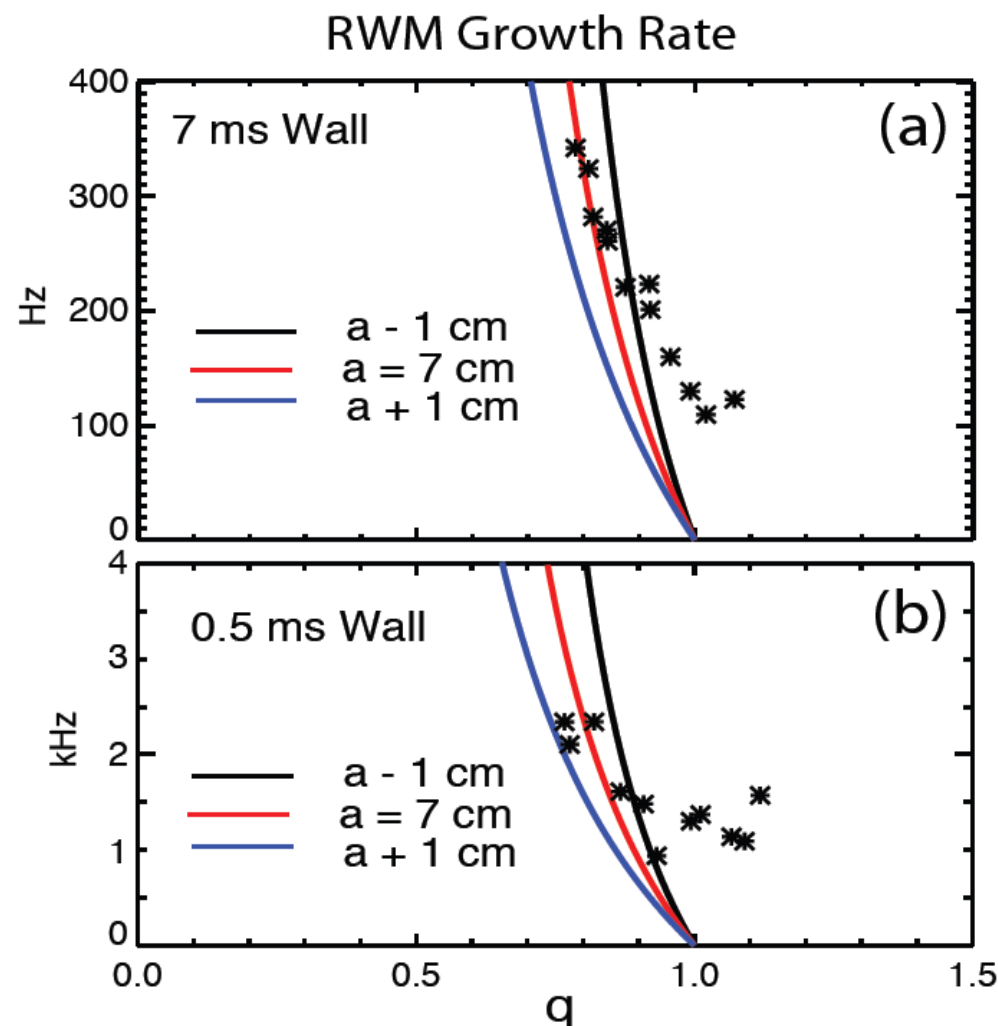 RWM Growth Rate
400
7 ms Wall
(a)
300
Hz
200
a - 1 cm
a = 7 cm
a + 1 cm
100
0
4
0.5 ms Wall
(b)
3
kHz
2
a - 1 cm
a = 7 cm
a + 1 cm
1
0
0.0 0.5 1.0 1.5
q